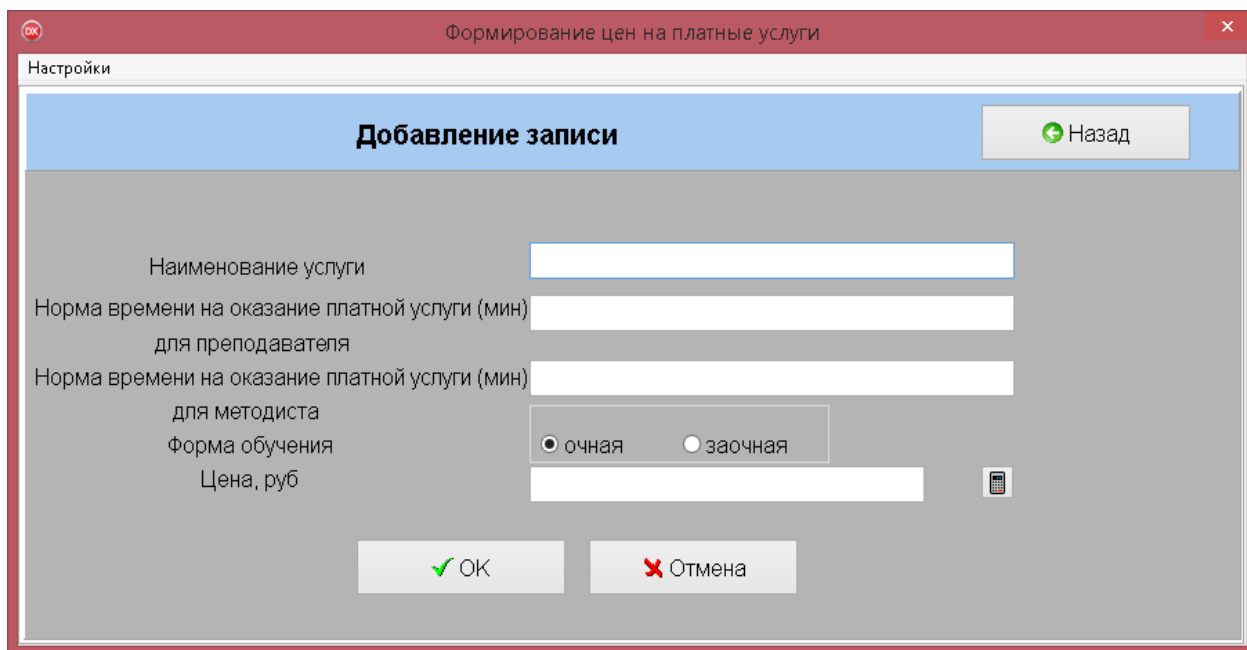 Формирование цен на платные услуги
Настройки
Добавление записи
Назад
Наименование услуги
Норма времени на оказание платной услуги (мин)
для преподавателя
Норма времени на оказание платной услуги (мин)
для методиста
Форма обучения
очная
заочная
Цена, руб
OK
Отмена